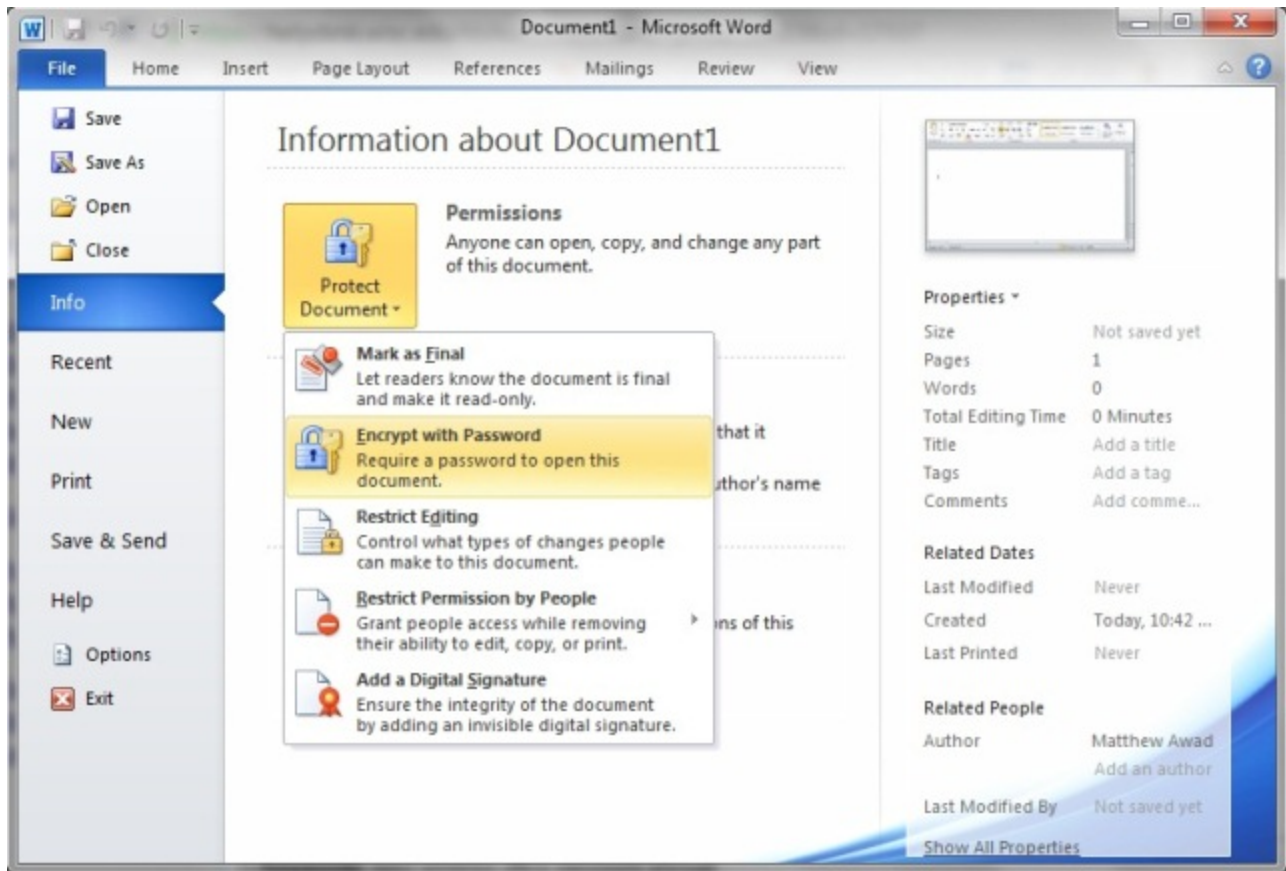 Document1 - Microsoft Word
File Home Insert Page Layout References Mailings Review View
Save
Save As
Open
Close
Info
Recent
New
Print
Save & Send
Help
Options
Exit
Information about Document1
Protect
Document
Permissions
Anyone can open, copy, and change any part
of this document.
Mark as Final
Let readers know the document is final
and make it read-only.
Encrypt with Password
Require a password to open this
document.
Restrict Editing
Control what types of changes people
can make to this document.
Restrict Permission by People
Grant people access while removing
their ability to edit, copy, or print.
Add a Digital Signature
Ensure the integrity of the document
by adding an invisible digital signature.
that it
author's name
ns of this
Properties
Size Not saved yet
Pages 1
Words 0
Total Editing Time 0 Minutes
Title Add a title
Tags Add a tag
Comments Add comme...
Related Dates
Last Modified Never
Created Today, 10:42 ...
Last Printed Never
Related People
Author Matthew Awad
Add an author
Last Modified By Not saved yet
Show All Properties